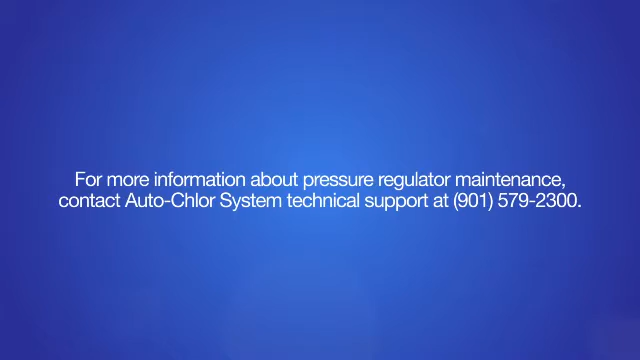 For more information about pressure regulator maintenance,
contact Auto-Chlor System technical support at (901) 579-2300.